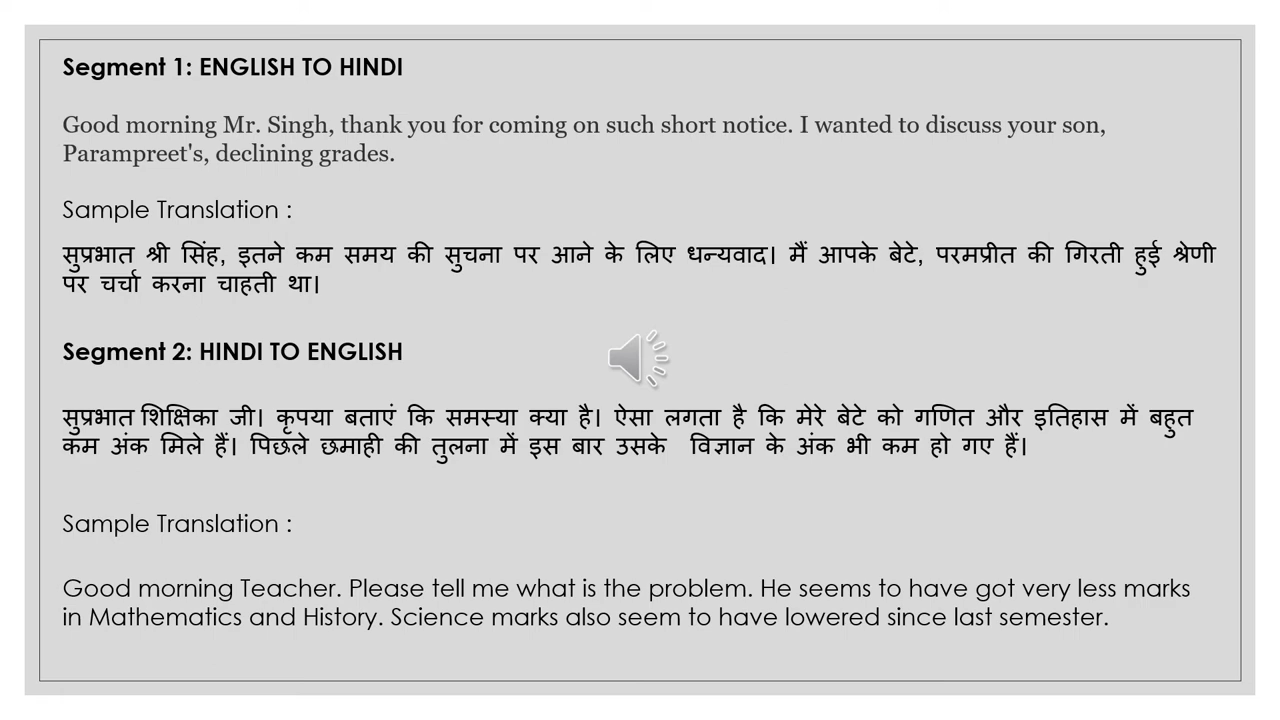 Segment 1: ENGLISH TO HINDI
Good morning Mr. Singh, thank you for coming on such short notice. I wanted to discuss your son,
Parampreet's, declining grades.
Sample Translation :
सुप्रभात श्री सिंह, इतने कम समय की सुचना पर आने के लिए धन्यवाद। मैं आपके बेटे, परमप्रीत की गिरती हुई श्रेणी
पर चर्चा करना चाहती था।
Segment 2: HINDI TO ENGLISH
सुप्रभात शिक्षिका जी। कृपया बताएं कि समस्या क्या है। ऐसा लगता है कि मेरे बेटे को गणित और इतिहास में बहुत
कम अंक मिले हैं। पिछले छमाही की तुलना में इस बार उसके विज्ञान के अंक भी कम हो गए हैं।
Sample Translation :
Good morning Teacher. Please tell me what is the problem. He seems to have got very less marks
in Mathematics and History. Science marks also seem to have lowered since last semester.